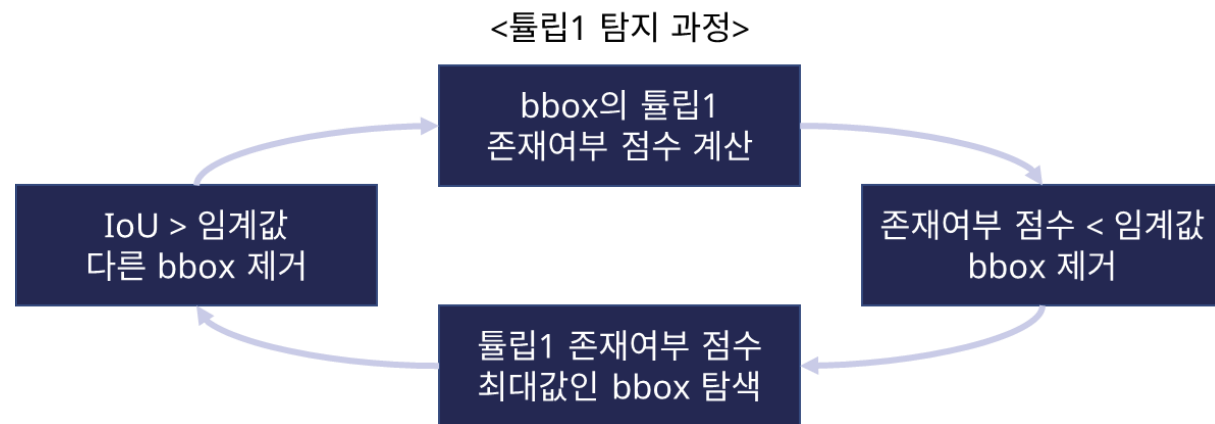 <튤립1 탐지 과정>
bbox의 튤립1
존재여부 점수 계산
IoU > 임계값
다른 bbox 제거
존재여부 점수 < 임계값
bbox 제거
튤립1 존재여부 점수
최대값인 bbox 탐색